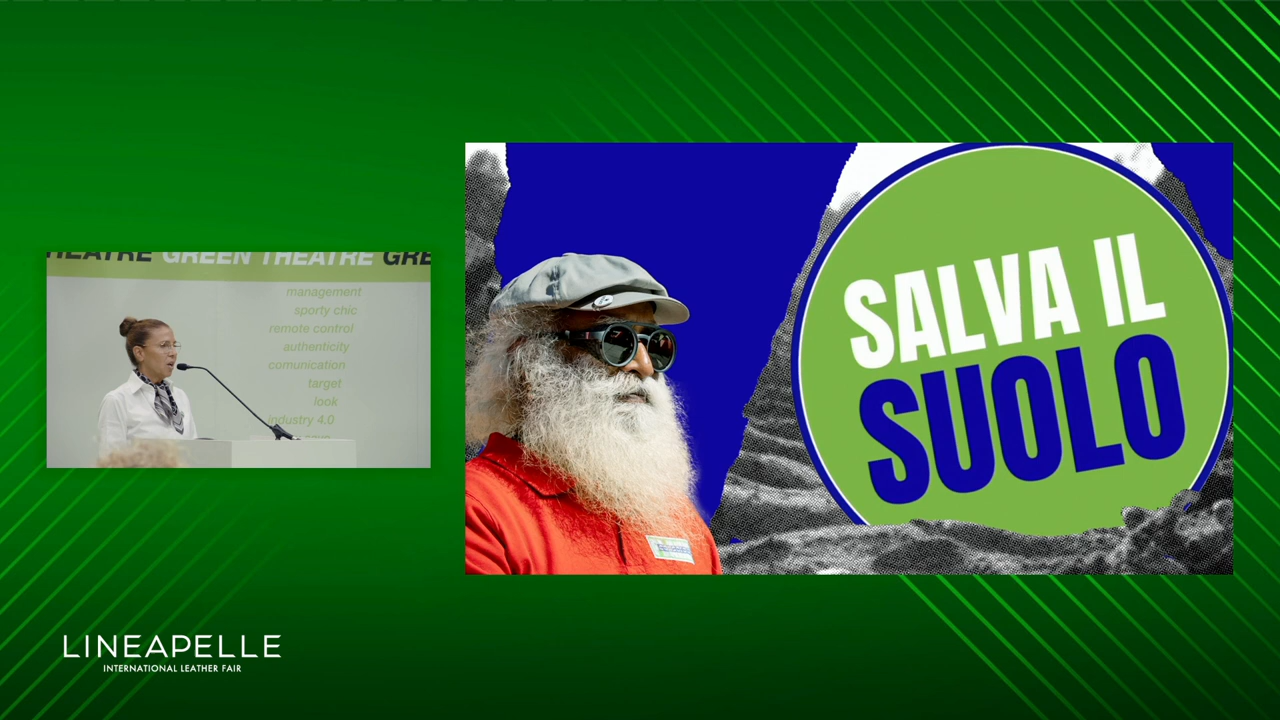 HEATRE GREEN THEATRE GRE
management
sporty chic
remote control
authenticity
comunication
target
look
industry 4.0
SALVA IL
SUOLO
LINEAPELLE
INTERNATIONAL LEATHER FAIR